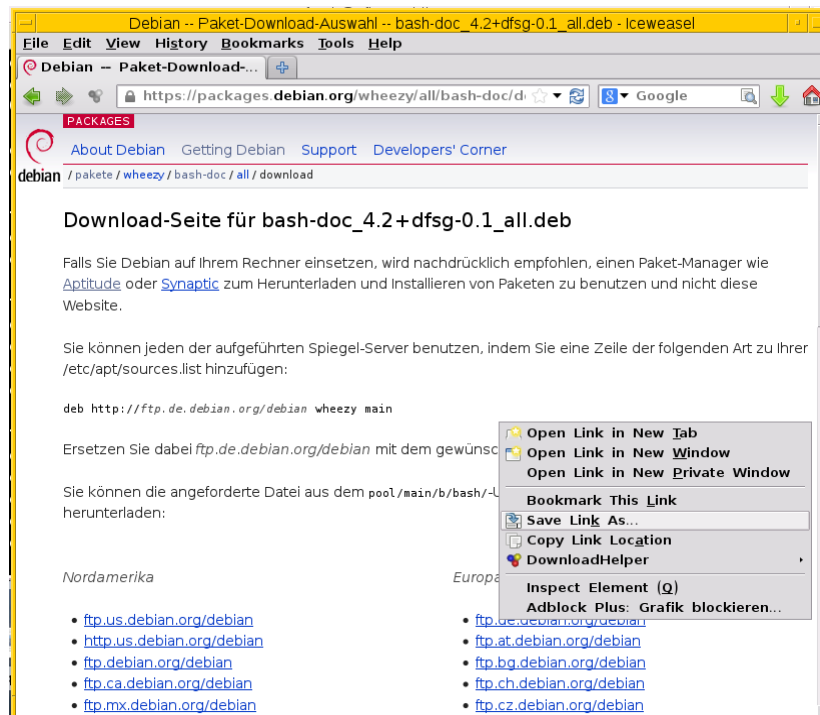 Debian -- Paket-Download-Auswahl -- bash-doc_4.2+dfsg-0.1_all.deb - Iceweasel
File Edit View History Bookmarks Tools Help
Debian -- Paket-Download-...
https://packages.debian.org/wheezy/all/bash-doc/d
Google
PACKAGES
About Debian Getting Debian Support Developers' Corner
debian / pakete / wheezy / bash-doc / all / download
Download-Seite für bash-doc_4.2+dfsg-0.1_all.deb
Falls Sie Debian auf Ihrem Rechner einsetzen, wird nachdrücklich empfohlen, einen Paket-Manager wie
Aptitude oder Synaptic zum Herunterladen und Installieren von Paketen zu benutzen und nicht diese
Website.
Sie können jeden der aufgeführten Spiegel-Server benutzen, indem Sie eine Zeile der folgenden Art zu Ihrer
/etc/apt/sources.list hinzufügen:
deb http://ftp.de.debian.org/debian wheezy main
Ersetzen Sie dabei ftp.de.debian.org/debian mit dem gewünsc
Sie können die angeforderte Datei aus dem pool/main/b/bash/-U
herunterladen:
Open Link in New Tab
Open Link in New Window
Open Link in New Private Window
Bookmark This Link
Save Link As...
Copy Link Location
DownloadHelper
Inspect Element (Q)
Adblock Plus: Grafik blockieren...
Nordamerika
ftp.us.debian.org/debian
http.us.debian.org/debian
ftp.debian.org/debian
ftp.ca.debian.org/debian
ftp.mx.debian.org/debian
Europa
ftp.de.debian.org/debian
ftp.at.debian.org/debian
ftp.bg.debian.org/debian
ftp.ch.debian.org/debian
ftp.cz.debian.org/debian